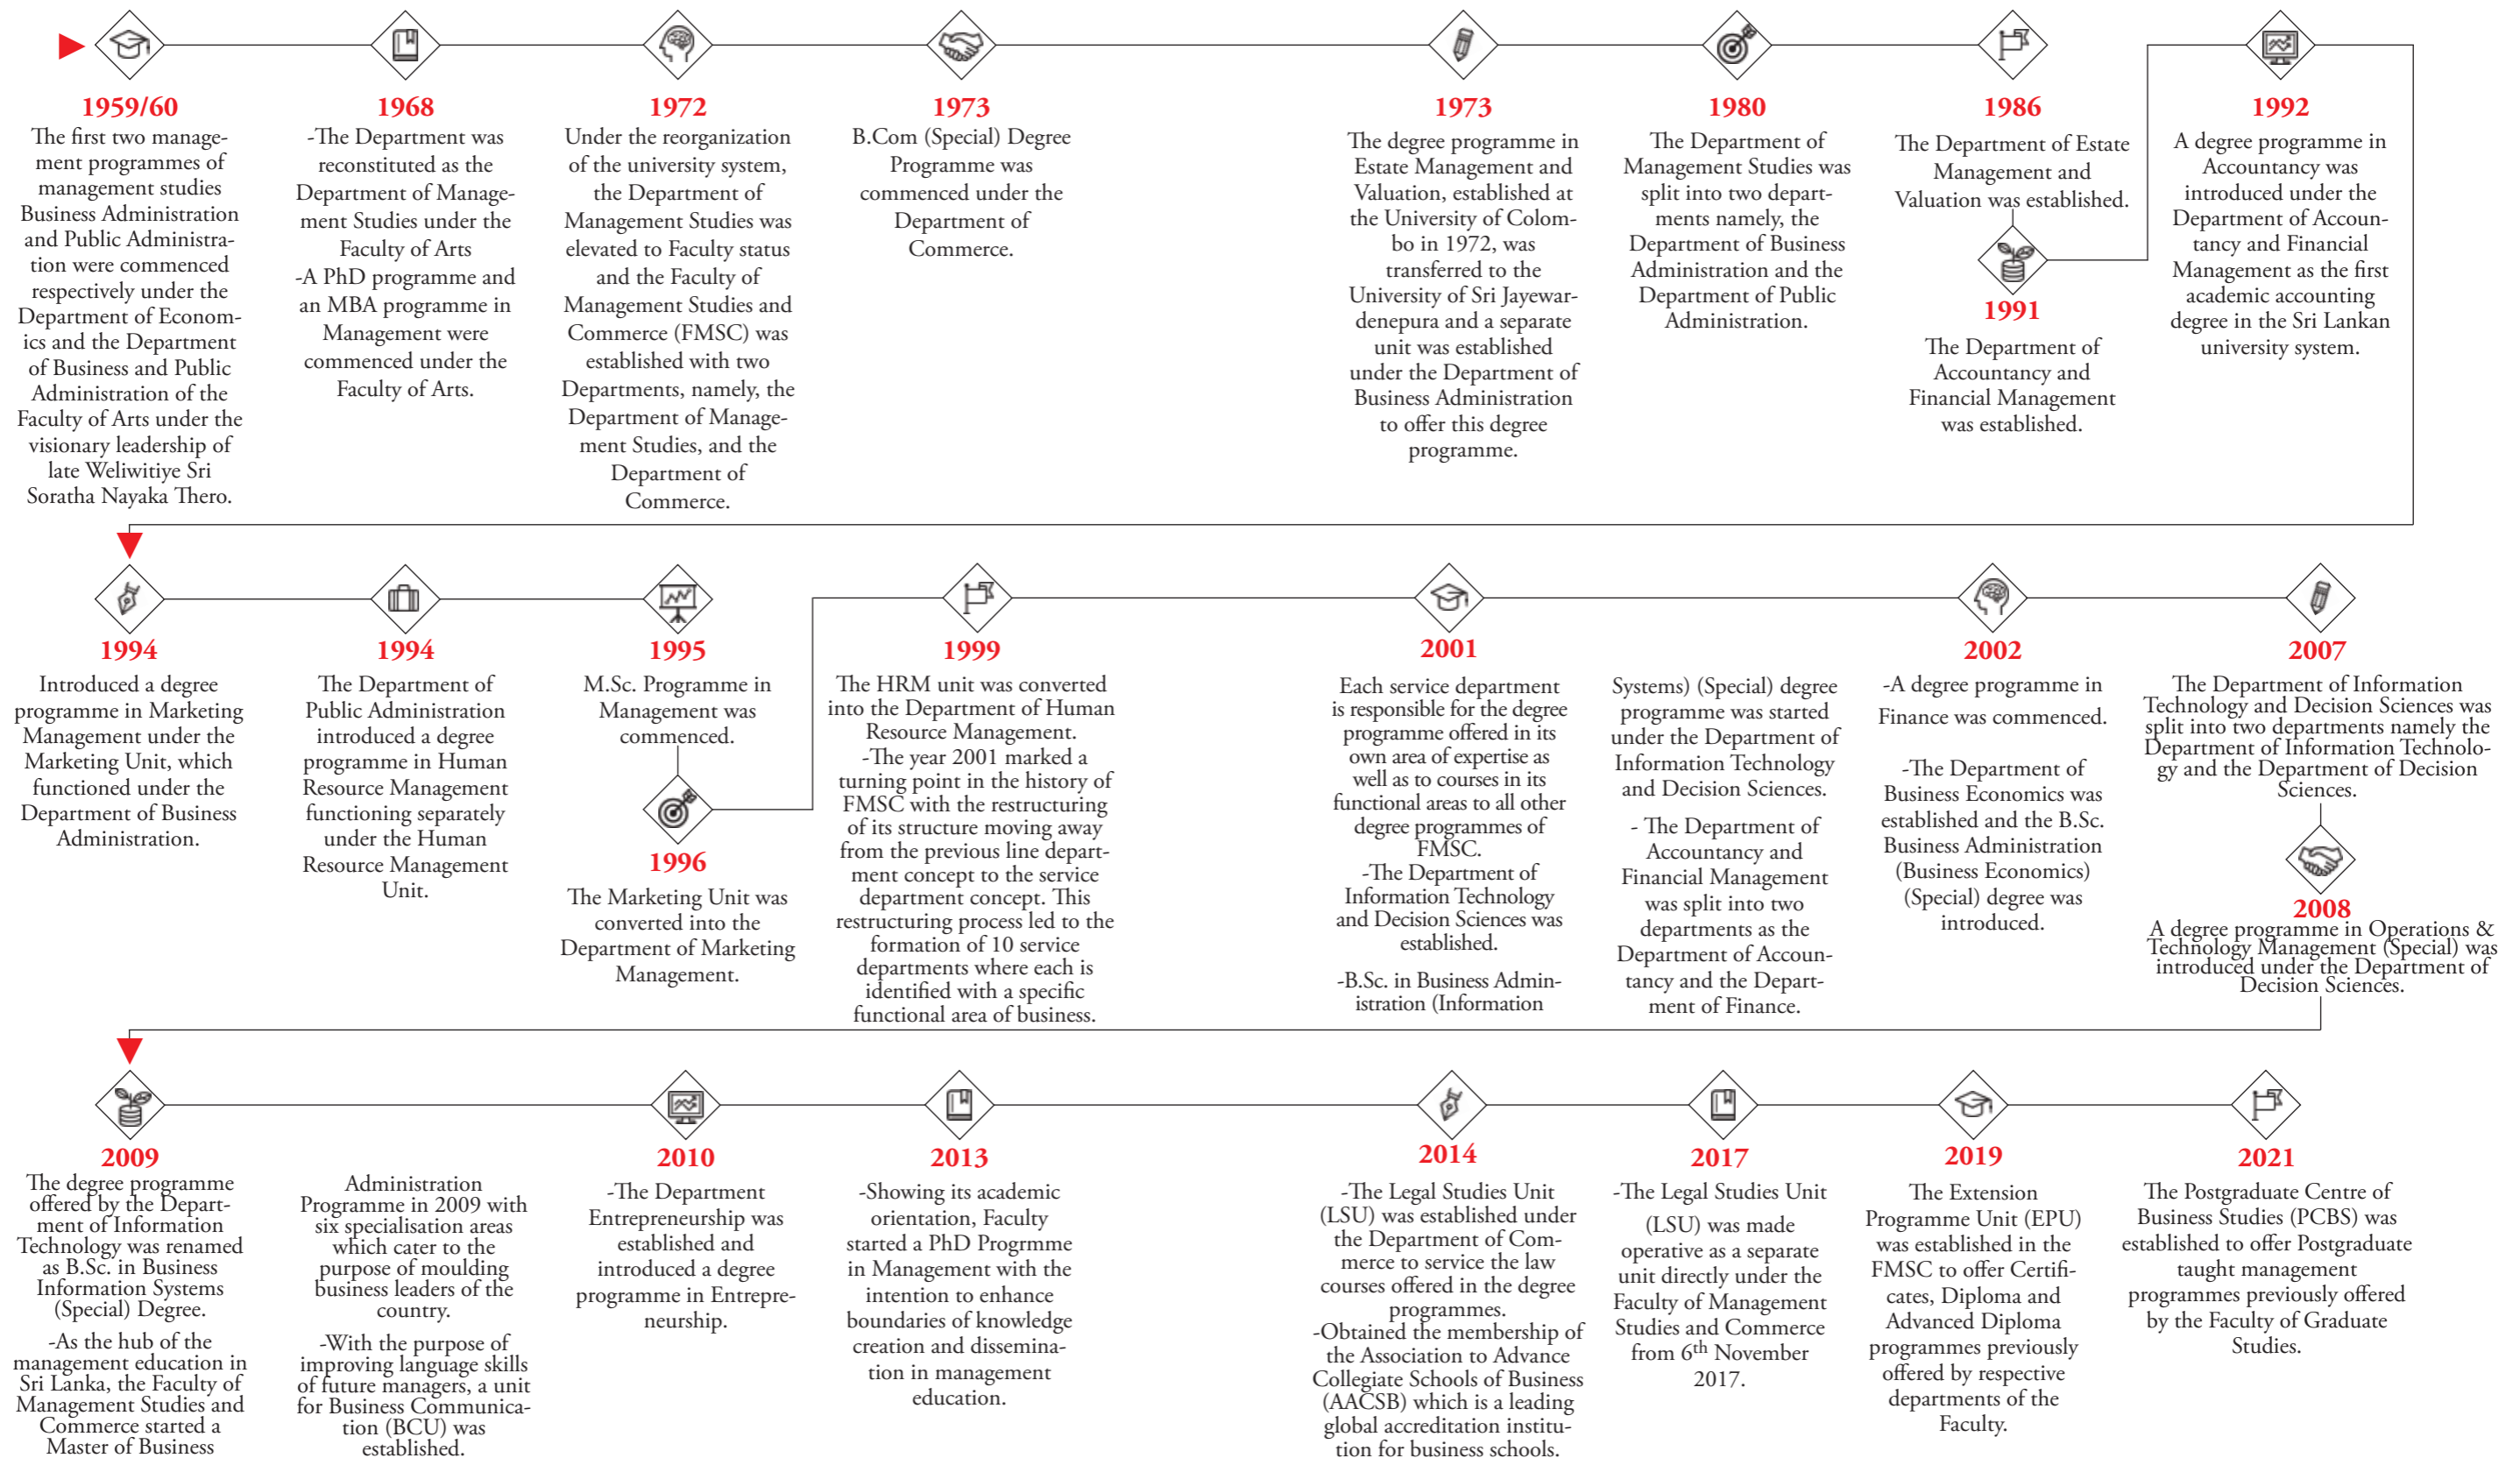 1959/60
The first two manage-
ment programmes of
management studies
Business Administration
and Public Administra-
tion were commenced
respectively under the
Department of Econom-
ics and the Department
of Business and Public
Administration of the
Faculty of Arts under the
visionary leadership of
late Weliwitiye Sri
Soratha Nayaka Thero.
1968
-The Department was
reconstituted as the
Department of Manage-
ment Studies under the
Faculty of Arts
-A PhD programme and
an MBA programme in
Management were
commenced under the
Faculty of Arts.
1972
Under the reorganization
of the university system,
the Department of
Management Studies was
elevated to Faculty status
and the Faculty of
Management Studies and
Commerce (FMSC) was
established with two
Departments, namely, the
Department of Manage-
ment Studies, and the
Department of
Commerce.
1973
B.Com (Special) Degree
Programme was
commenced under the
Department of
Commerce.
1973
The degree programme in
Estate Management and
Valuation, established at
the University of Colom-
bo in 1972, was
transferred to the
University of Sri Jayewar-
denepura and a separate
unit was established
under the Department of
Business Administration
to offer this degree
programme.
1980
The Department of
Management Studies was
split into two depart-
ments namely, the
Department of Business
Administration and the
Department of Public
Administration.
1986
The Department of Estate
Management and
Valuation was established.
1991
The Department of
Accountancy and
Financial Management
was established.
1992
A degree programme in
Accountancy was
introduced under the
Department of Accoun-
tancy and Financial
Management as the first
academic accounting
degree in the Sri Lankan
university system.
1994
Introduced a degree
programme in Marketing
Management under the
Marketing Unit, which
functioned under the
Department of Business
Administration.
1994
The Department of
Public Administration
introduced a degree
programme in Human
Resource Management
functioning separately
under the Human
Resource Management
Unit.
1995
M.Sc. Programme in
Management was
commenced.
1996
The Marketing Unit was
converted into the
Department of Marketing
Management.
1999
The HRM unit was converted
into the Department of Human
Resource Management.
-The year 2001 marked a
turning point in the history of
FMSC with the restructuring
of its structure moving away
from the previous line depart-
ment concept to the service
department concept. This
restructuring process led to the
formation of 10 service
departments where each is
identified with a specific
functional area of business.
2001
Each service department
is responsible for the degree
programme offered in its
own area of expertise as
well as to courses in its
functional areas to all other
degree programmes of
FMSC.
-The Department of
Information Technology
and Decision Sciences was
established.
-B.Sc. in Business Admin-
istration (Information
Systems) (Special) degree
programme was started
under the Department of
Information Technology
and Decision Sciences.
- The Department of
Accountancy and
Financial Management
was split into two
departments as the
Department of Accoun-
tancy and the Depart-
ment of Finance.
2002
-A degree programme in
Finance was commenced.
-The Department of
Business Economics was
established and the B.Sc.
Business Administration
(Business Economics)
(Special) degree was
introduced.
2007
The Department of Information
Technology and Decision Sciences was
split into two departments namely the
Department of Information Technolo-
gy and the Department of Decision
Sciences.
2008
A degree programme in Operations &
Technology Management (Special) was
introduced under the Department of
Decision Sciences.
2009
The degree programme
offered by the Depart-
ment of Information
Technology was renamed
as B.Sc. in Business
Information Systems
(Special) Degree.
-As the hub of the
management education in
Sri Lanka, the Faculty of
Management Studies and
Commerce started a
Master of Business
Administration
Programme in 2009 with
six specialisation areas
which cater to the
purpose of moulding
business leaders of the
country.
-With the purpose of
improving language skills
of future managers, a unit
for Business Communica-
tion (BCU) was
established.
2010
-The Department
Entrepreneurship was
established and
introduced a degree
programme in Entrepre-
neurship.
2013
-Showing its academic
orientation, Faculty
started a PhD Progrmme
in Management with the
intention to enhance
boundaries of knowledge
creation and dissemina-
tion in management
education.
2014
-The Legal Studies Unit
(LSU) was established under
the Department of Com-
merce to service the law
courses offered in the degree
programmes.
-Obtained the membership of
the Association to Advance
Collegiate Schools of Business
(AACSB) which is a leading
global accreditation institu-
tion for business schools.
2017
-The Legal Studies Unit
(LSU) was made
operative as a separate
unit directly under the
Faculty of Management
Studies and Commerce
from 6th November
2017.
2019
The Extension
Programme Unit (EPU)
was established in the
FMSC to offer Certifi-
cates, Diploma and
Advanced Diploma
programmes previously
offered by respective
departments of the
Faculty.
2021
The Postgraduate Centre of
Business Studies (PCBS) was
established to offer Postgraduate
taught management
programmes previously offered
by the Faculty of Graduate
Studies.